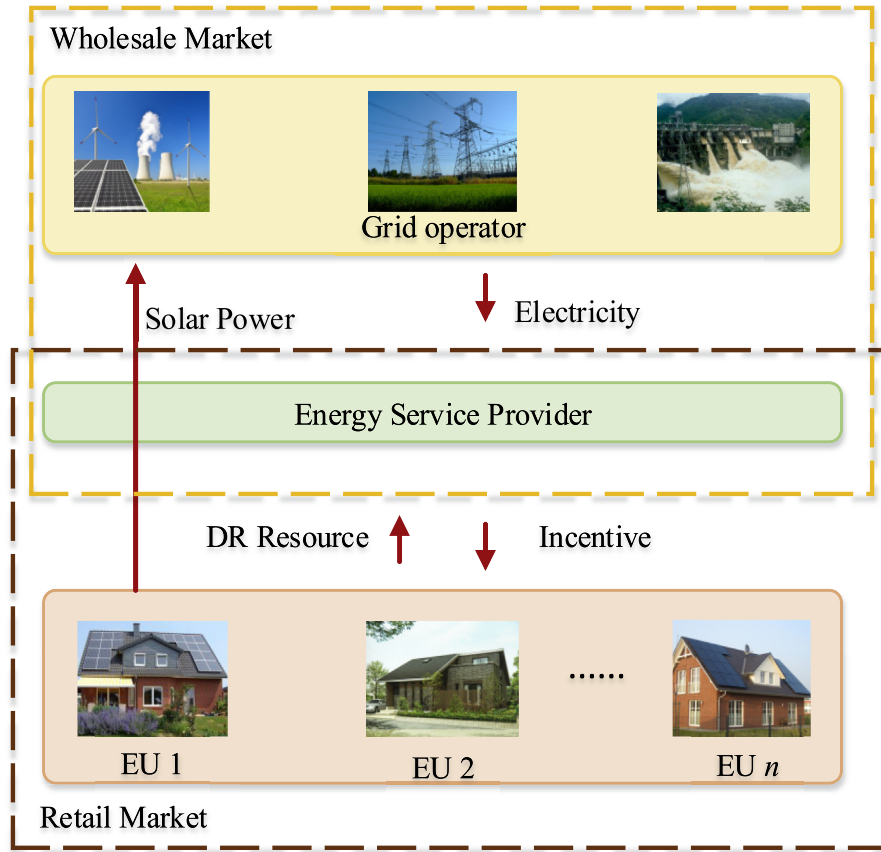 Wholesale Market
Grid operator
Solar Power
Electricity
Energy Service Provider
DR Resource
Incentive
......
EU 1
EU 2
EU n
Retail Market